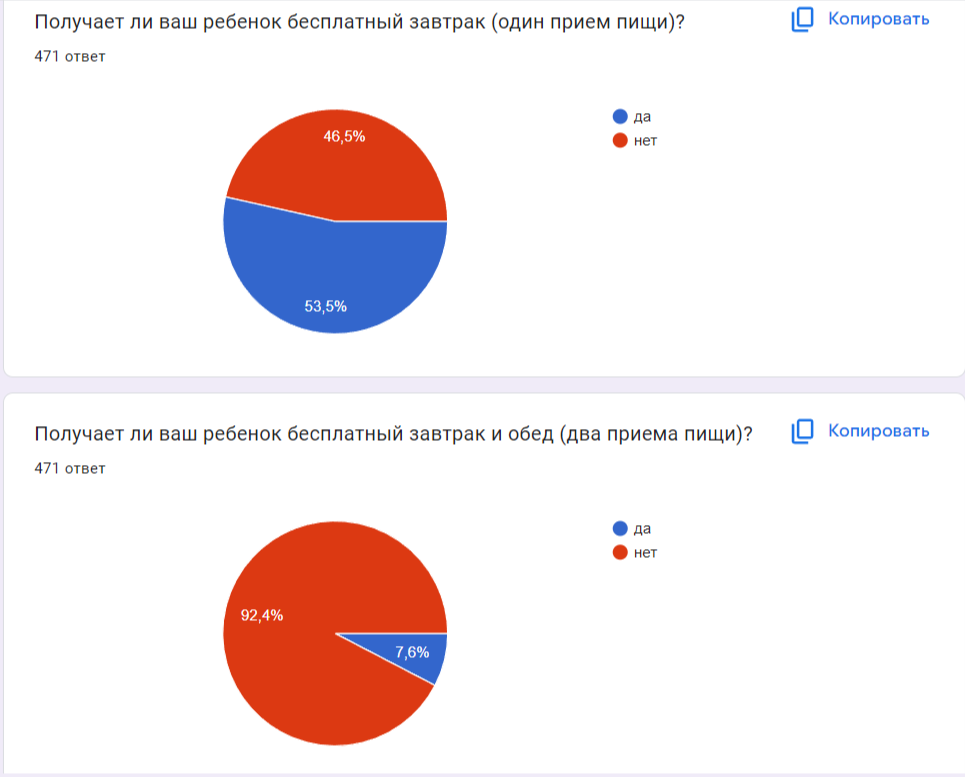 Получает ли ваш ребенок бесплатный завтрак (один прием пищи)?
Копировать
471 ответ
да
нет
46,5%
53,5%
Получает ли ваш ребенок бесплатный завтрак и обед (два приема пищи)?
Копировать
471 ответ
да
нет
92,4%
7,6%